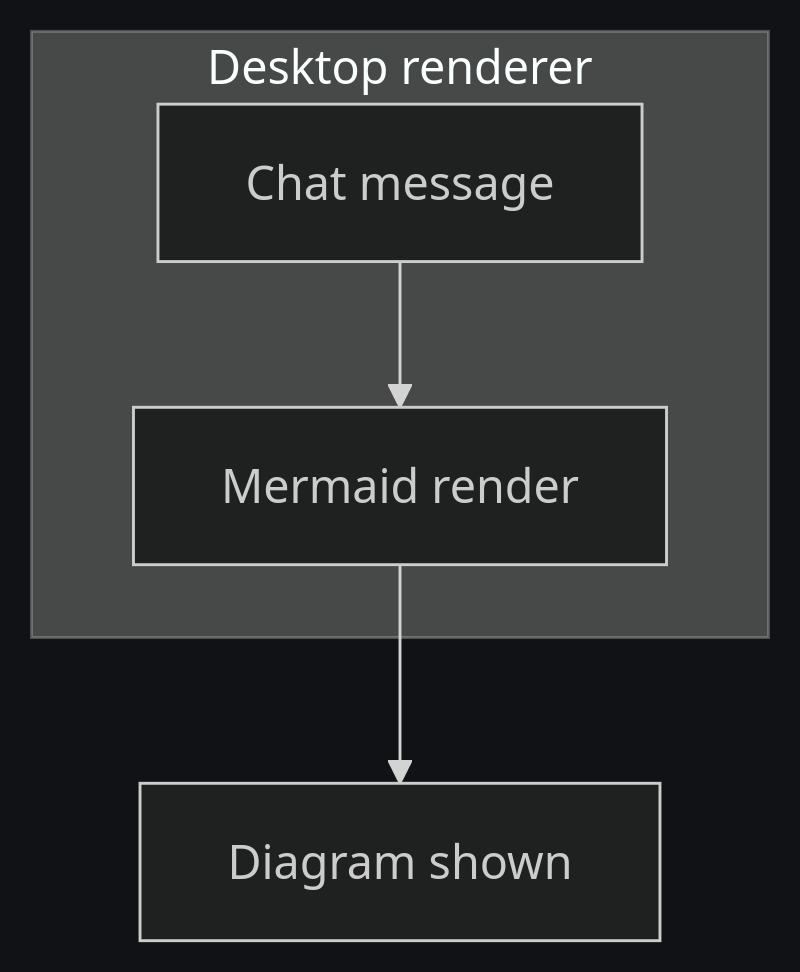 Desktop renderer
Chat message
Mermaid render
Diagram shown